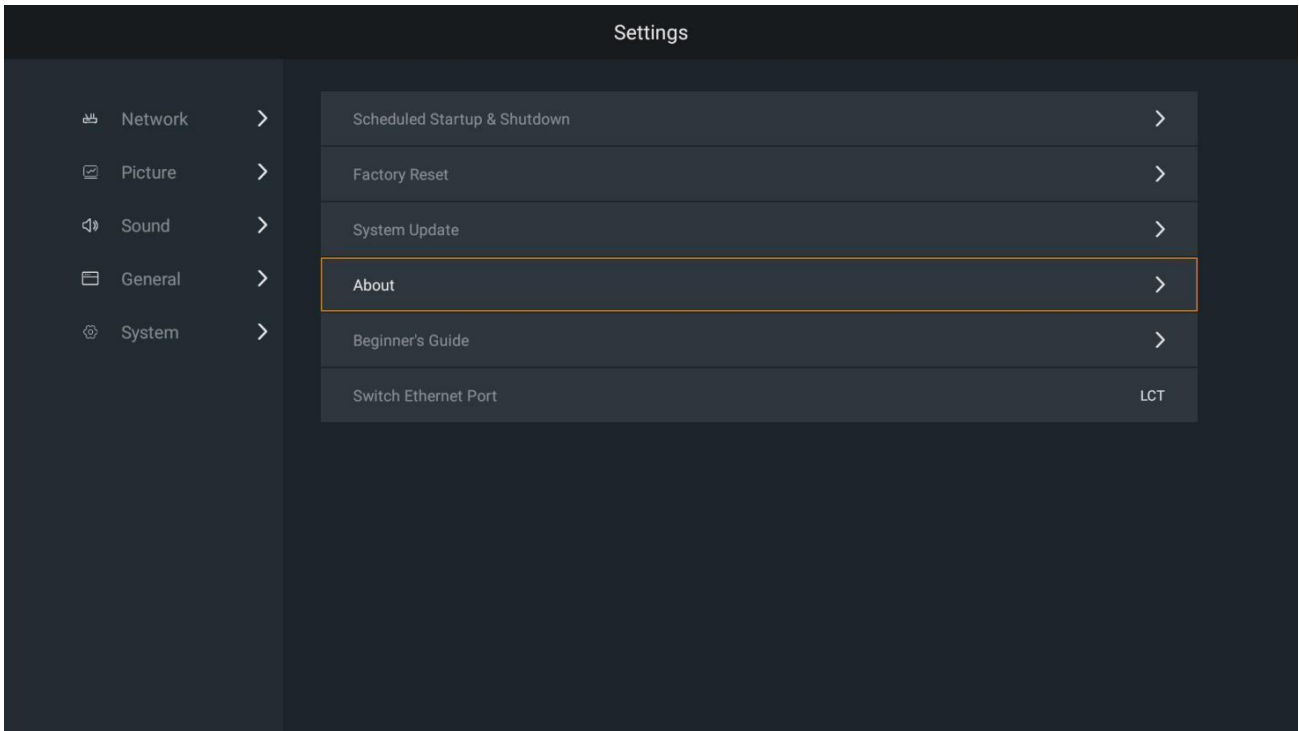 Settings
Network
Picture
Sound
General
System
Scheduled Startup & Shutdown
Factory Reset
System Update
About
Beginner's Guide
Switch Ethernet Port LCT